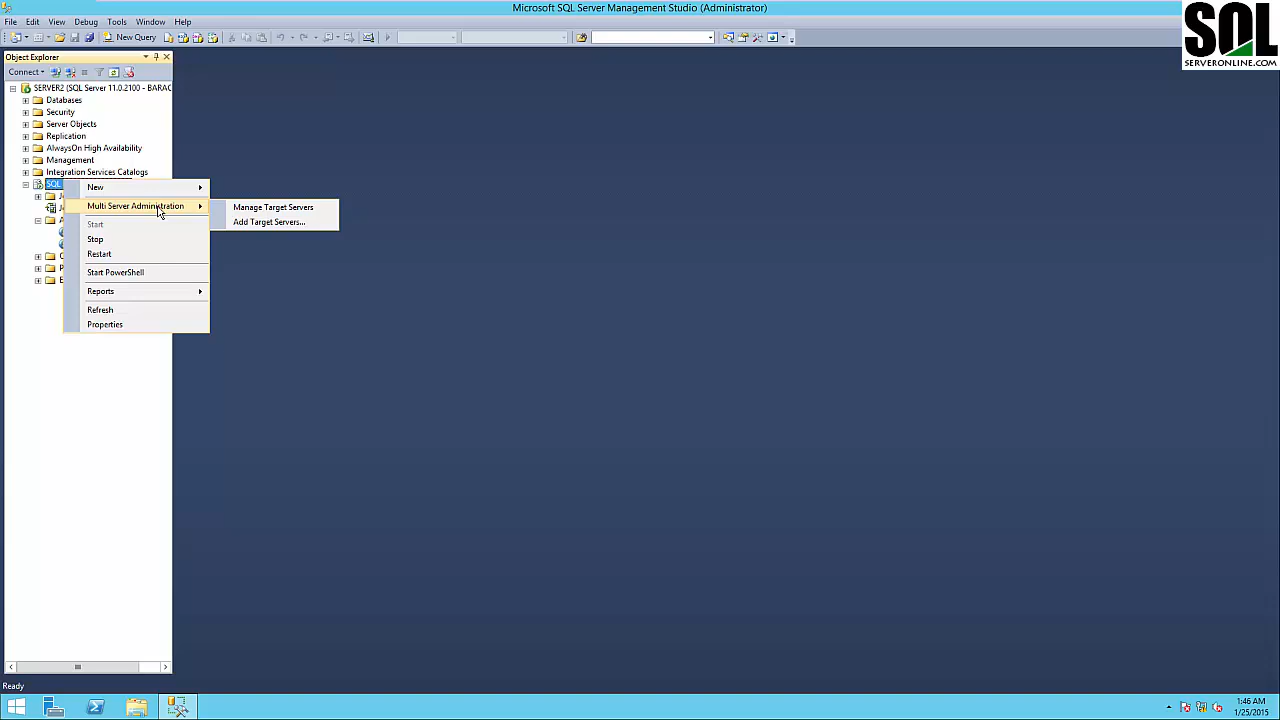 Microsoft SQL Server Management Studio (Administrator)
File Edit View Debug Tools Window Help
New Query
SQL
SERVERONLINE.COM
Object Explorer
Connect
SERVER2 (SQL Server 11.0.2100 - BARAC
Databases
Security
Server Objects
Replication
AlwaysOn High Availability
Management
Integration Services Catalogs
SQL
New
Multi Server Administration
Manage Target Servers
Add Target Servers...
Start
Stop
Restart
Start PowerShell
Reports
Refresh
Properties
Ready
1:46 AM
1/25/2015